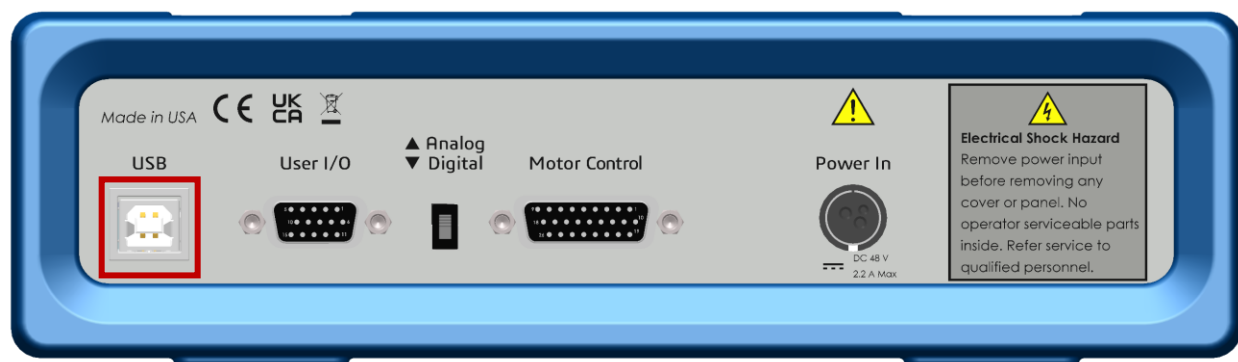 Made in USA CE UK CA
USB
User I/O
▲ Analog
▼ Digital
Motor Control
Power In
DC 48 V
2.2 A Max
Electrical Shock Hazard
Remove power input
before removing any
cover or panel. No
operator serviceable parts
inside. Refer service to
qualified personnel.